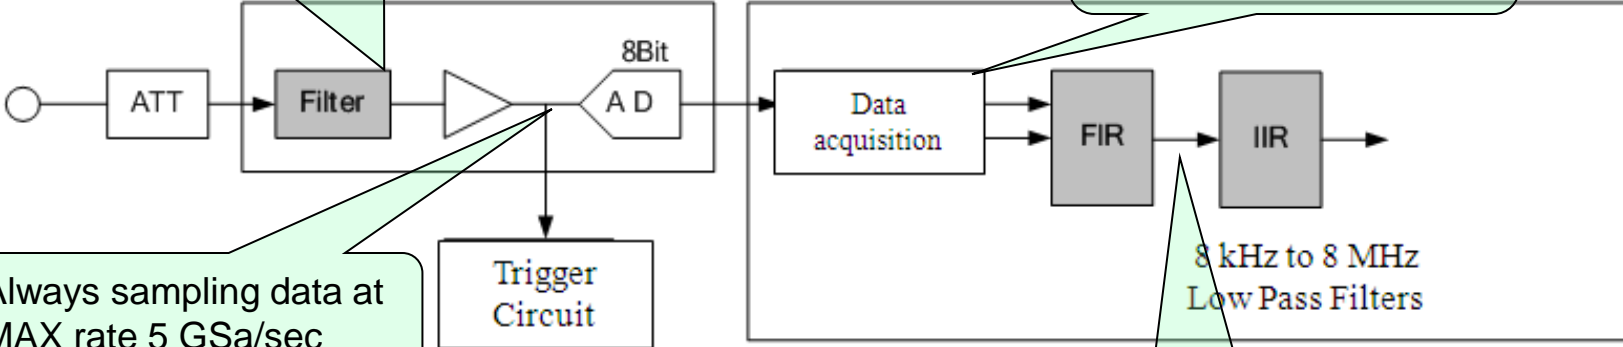 8Bit
ATT
Filter
A D
Data
acquisition
FIR
IIR
Trigger
Circuit
8 kHz to 8 MHz
Low Pass Filters
Always sampling data at
MAX rate 5 GSa/sec